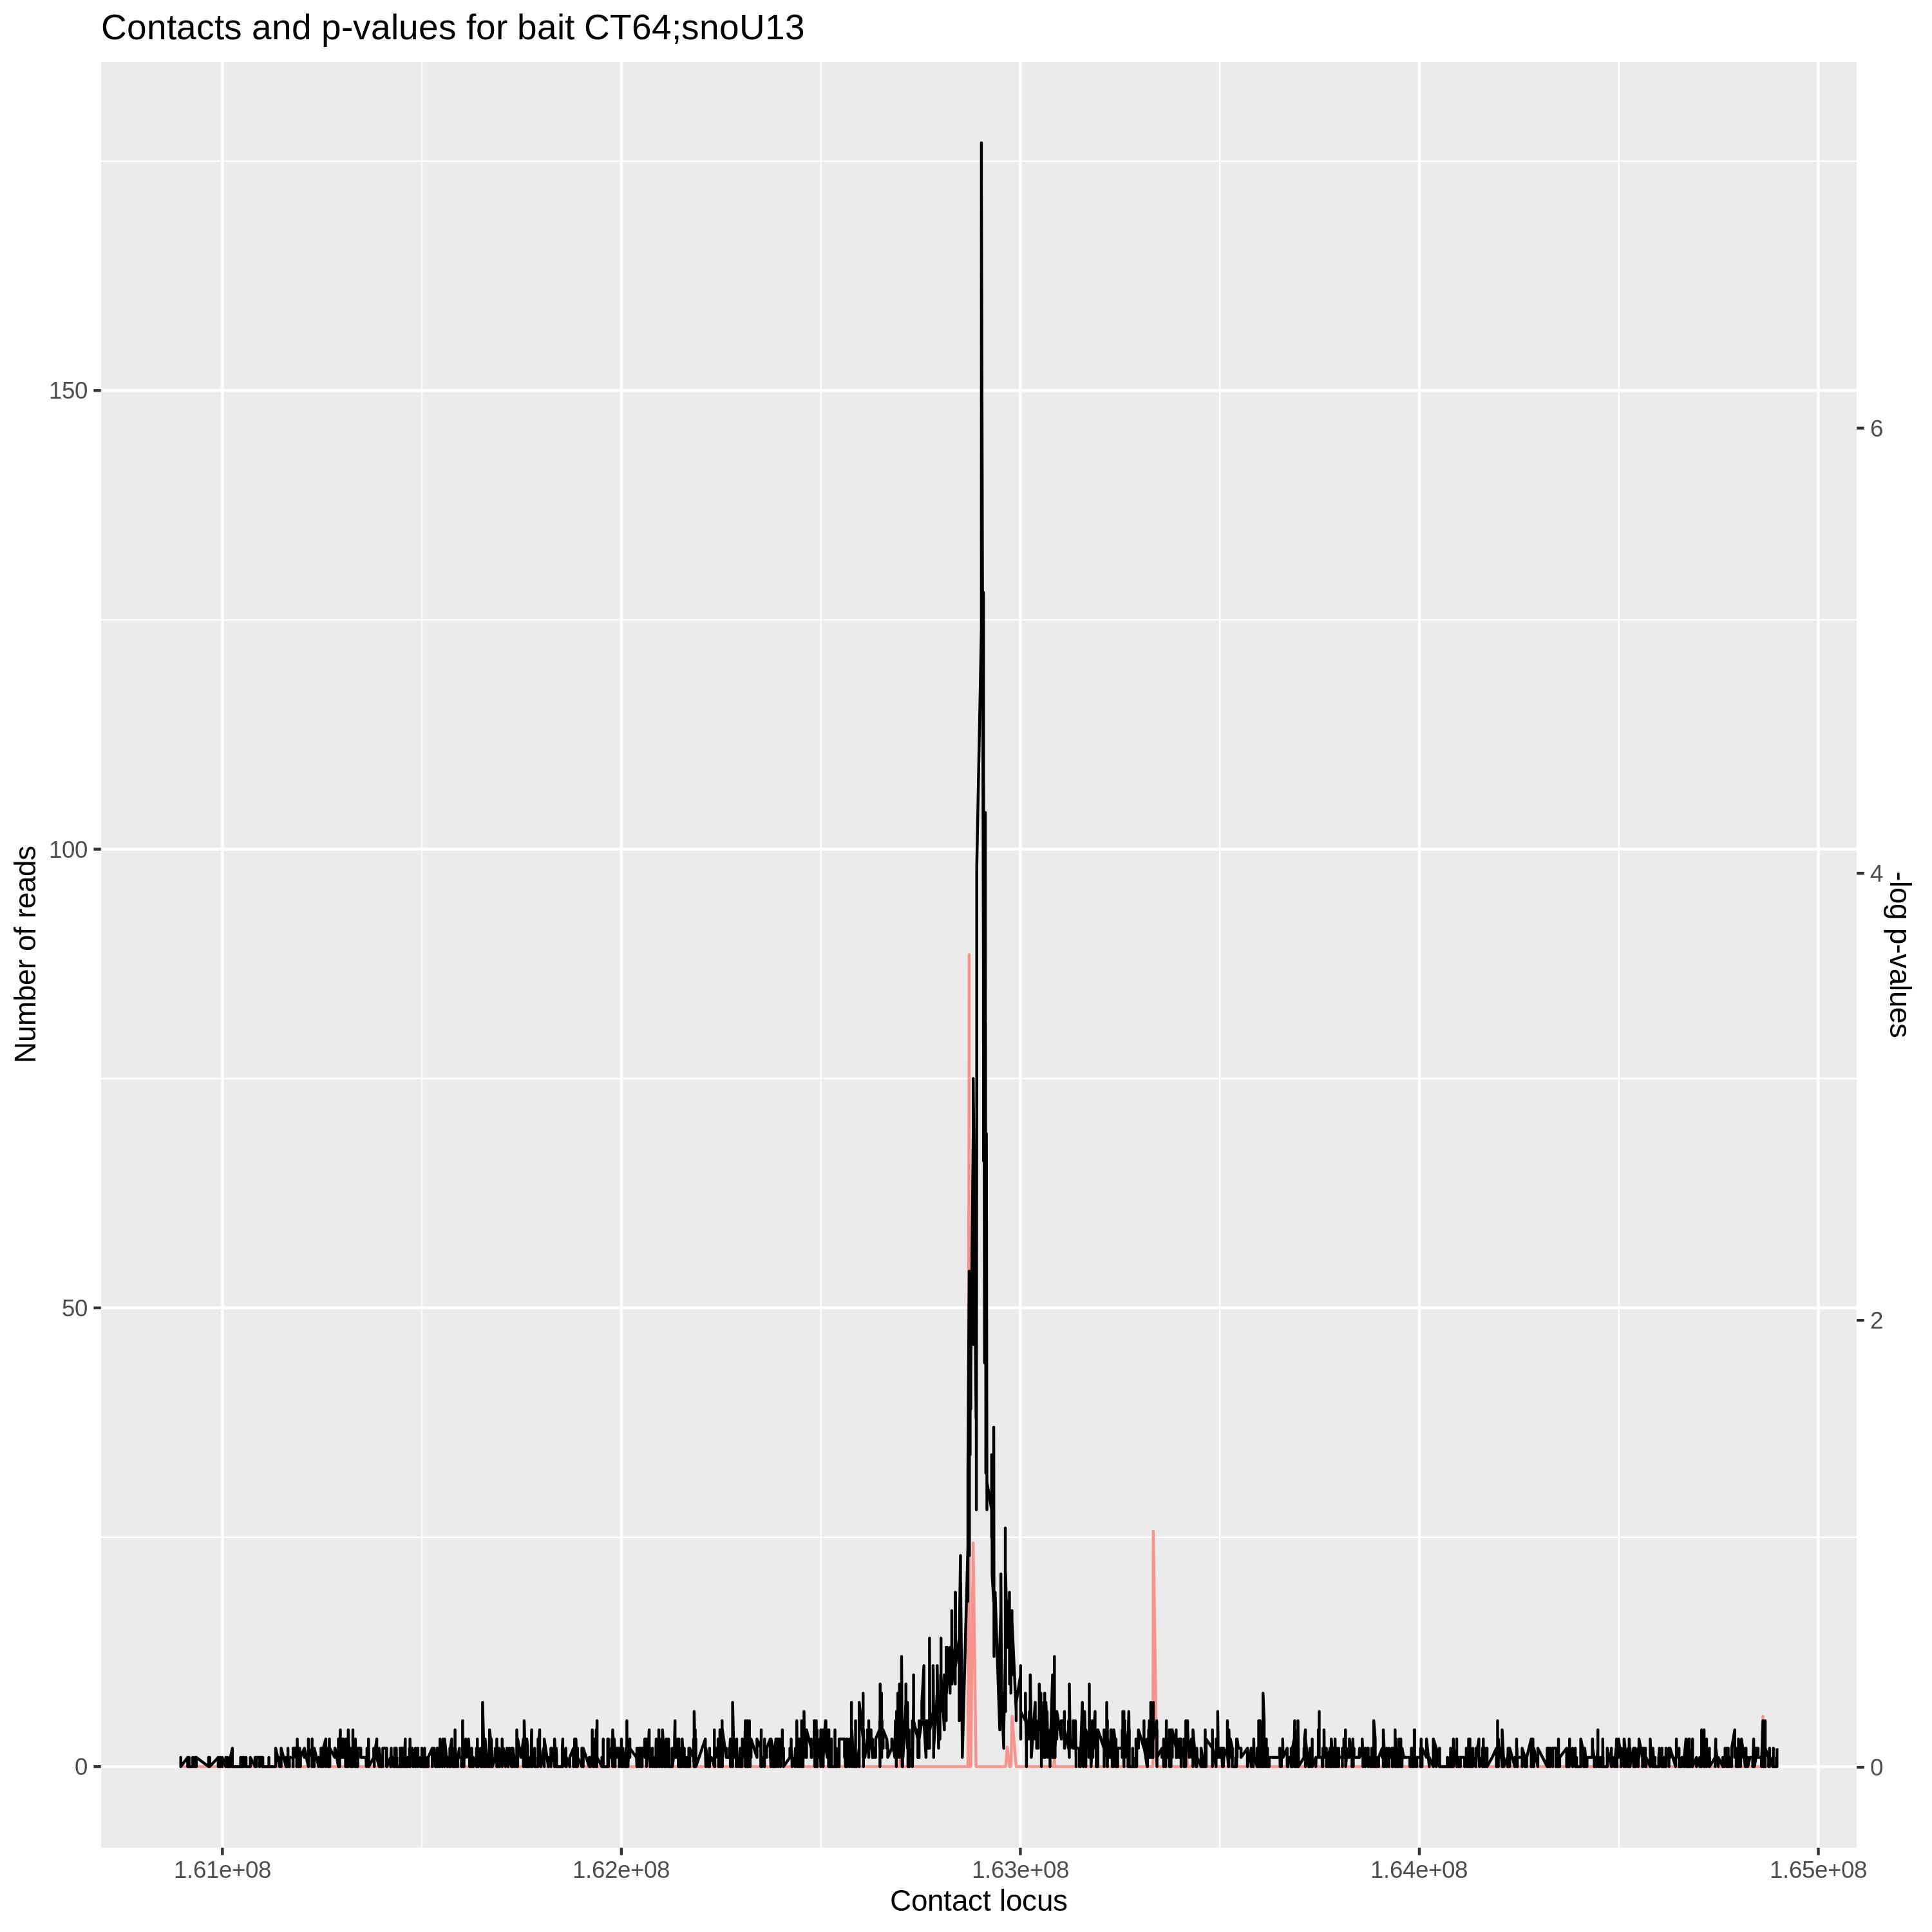 Contacts and p-values for bait CT64;snoU13
Number of reads
150
100
50
0
6
4
2
0
-log p-values
1.61e+08
1.62e+08
1.63e+08
1.64e+08
1.65e+08
Contact locus